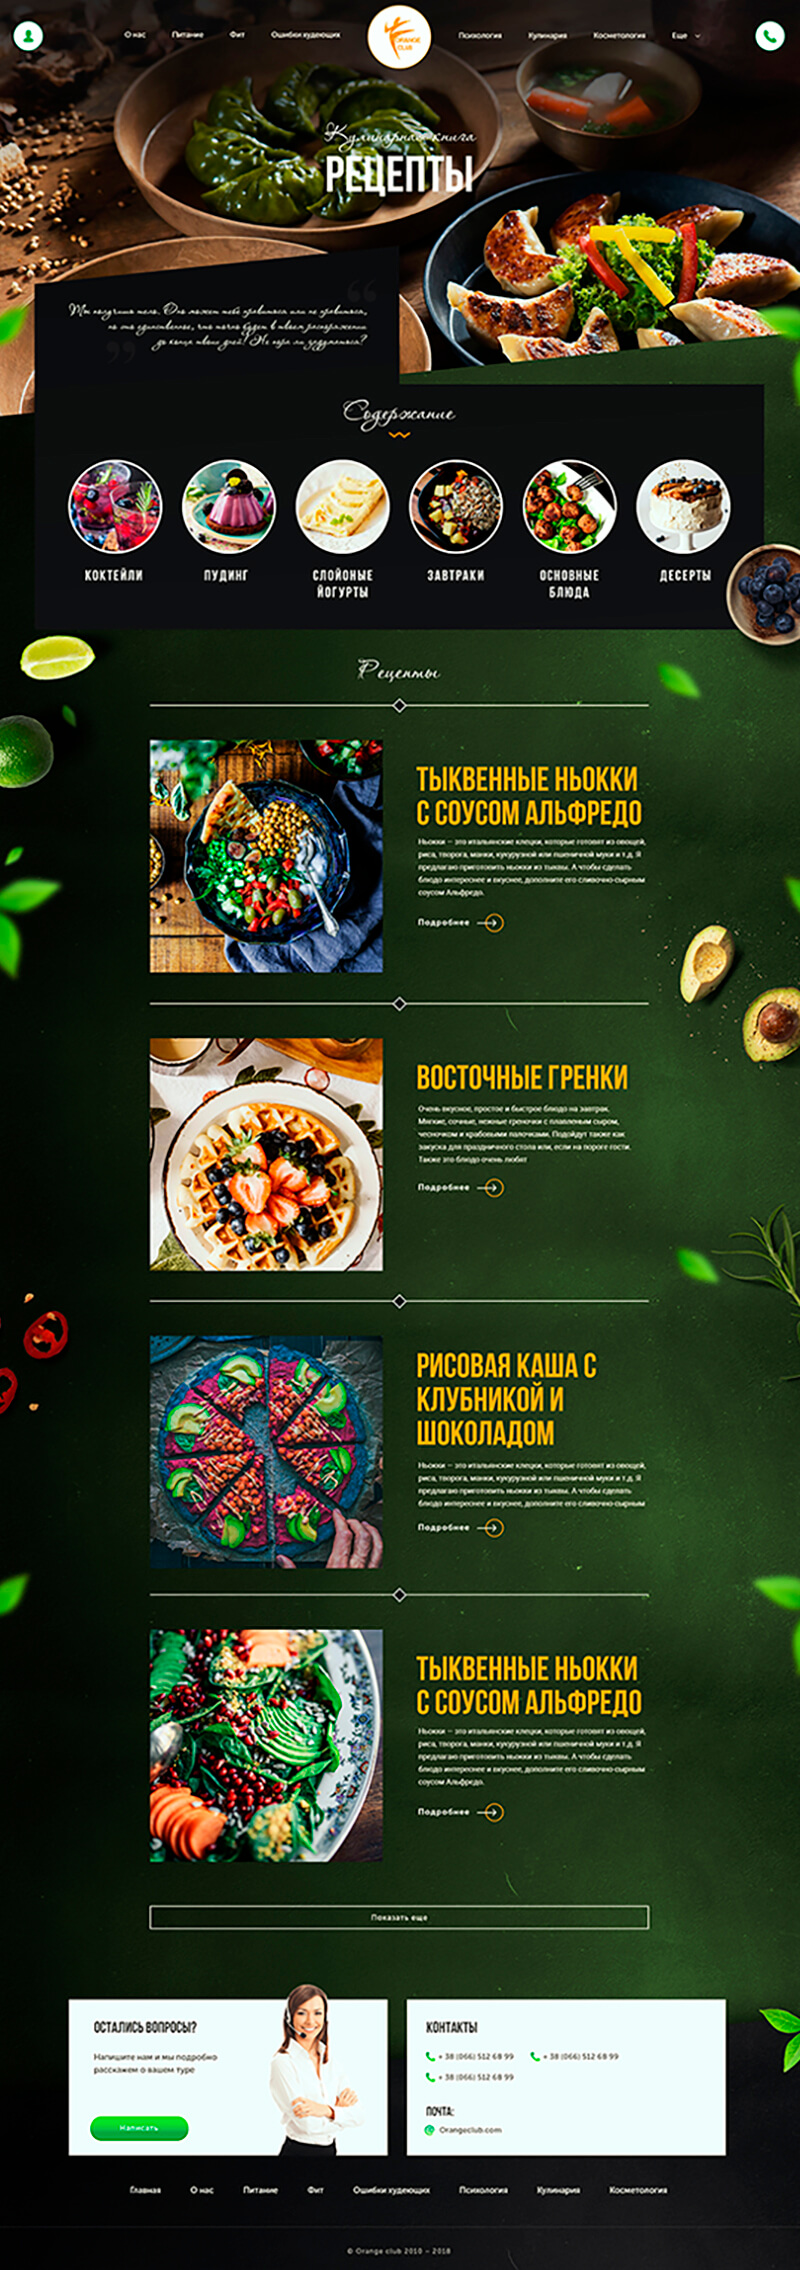 О нас Питание Фит Ошибки худеющих ORANGE CLUB Психология Кулинария Косметология Еще
Кулинарная книга
РЕЦЕПТЫ
Ты получишь тело. Оно может тебе нравиться или не нравиться,
но оно единственное, что точно будет в твоем распоряжении
до конца твоих дней! Не пора ли задуматься?
Содержание
КОКТЕЙЛИ ПУДИНГ СЛОЙОНЫЕ ЗАВТРАКИ ОСНОВНЫЕ ДЕСЕРТЫ
ЙОГУРТЫ БЛЮДА
Рецепты
ТЫКВЕННЫЕ НЬОККИ
С СОУСОМ АЛЬФРЕДО
Ньокки – это итальянские клецки, которые готовят из овощей,
риса, творога, манки, кукурузной или пшеничной муки и т.д. Я
предлагаю приготовить ньокки из тыквы. А чтобы сделать
блюдо интереснее и вкуснее, дополните его сливочно-сырным
соусом Альфредо.
Подробнее
ВОСТОЧНЫЕ ГРЕНКИ
Очень вкусное, простое и быстрое блюдо на завтрак.
Мягкие, сочные, нежные греночки с плавленым сыром,
чесночком и крабовыми палочками. Подойдут также как
закуска для праздничного стола или, если на пороге гости.
Также это блюдо очень любят
Подробнее
РИСОВАЯ КАША С
КЛУБНИКОЙ И
ШОКОЛАДОМ
Ньокки – это итальянские клецки, которые готовят из овощей,
риса, творога, манки, кукурузной или пшеничной муки и т.д. Я
предлагаю приготовить ньокки из тыквы. А чтобы сделать
блюдо интереснее и вкуснее, дополните его сливочно-сырным
Подробнее
ТЫКВЕННЫЕ НЬОККИ
С СОУСОМ АЛЬФРЕДО
Ньокки – это итальянские клецки, которые готовят из овощей,
риса, творога, манки, кукурузной или пшеничной муки и т.д. Я
предлагаю приготовить ньокки из тыквы. А чтобы сделать
блюдо интереснее и вкуснее, дополните его сливочно-сырным
соусом Альфредо.
Подробнее
Показать еще
ОСТАЛИСЬ ВОПРОСЫ?
Напишите нам и мы подробно
расскажем о вашем туре
Написать
КОНТАКТЫ
+ 38 (066) 512 68 99 + 38 (066) 512 68 99
+ 38 (066) 512 68 99
ПОЧТА:
Orangeclub.com
Главная О нас Питание Фит Ошибки худеющих Психология Кулинария Косметология
© Orange club 2010 – 2018